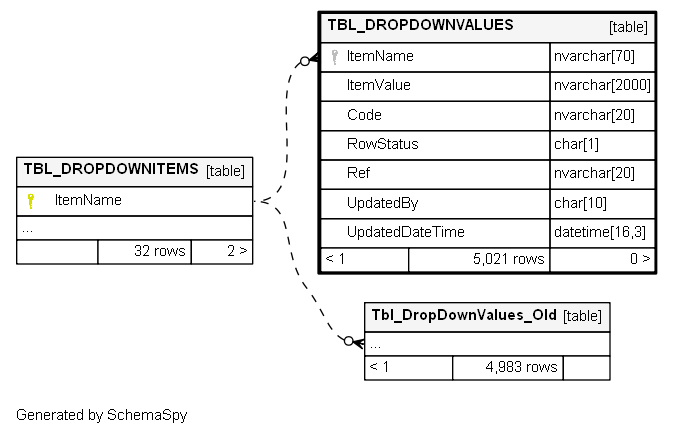 TBL_DROPDOWNVALUES [table]
ItemName nvarchar[70]
ItemValue nvarchar[2000]
Code nvarchar[20]
RowStatus char[1]
Ref nvarchar[20]
UpdatedBy char[10]
UpdatedDateTime datetime[16,3]
< 1 5,021 rows 0 >
TBL_DROPDOWNITEMS [table]
ItemName
...
32 rows 2 >
Tbl_DropDownValues_Old [table]
...
< 1 4,983 rows
Generated by SchemaSpy